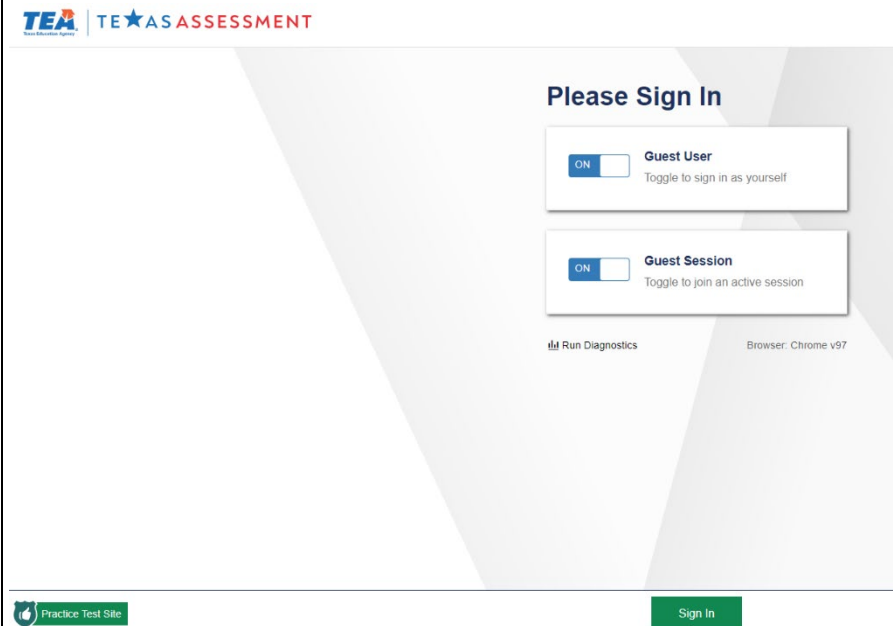 TEA
Texas Education Agency
TEXAS ASSESSMENT
Please Sign In
ON
Guest User
Toggle to sign in as yourself
ON
Guest Session
Toggle to join an active session
Run Diagnostics
Browser: Chrome v97
Practice Test Site
Sign In